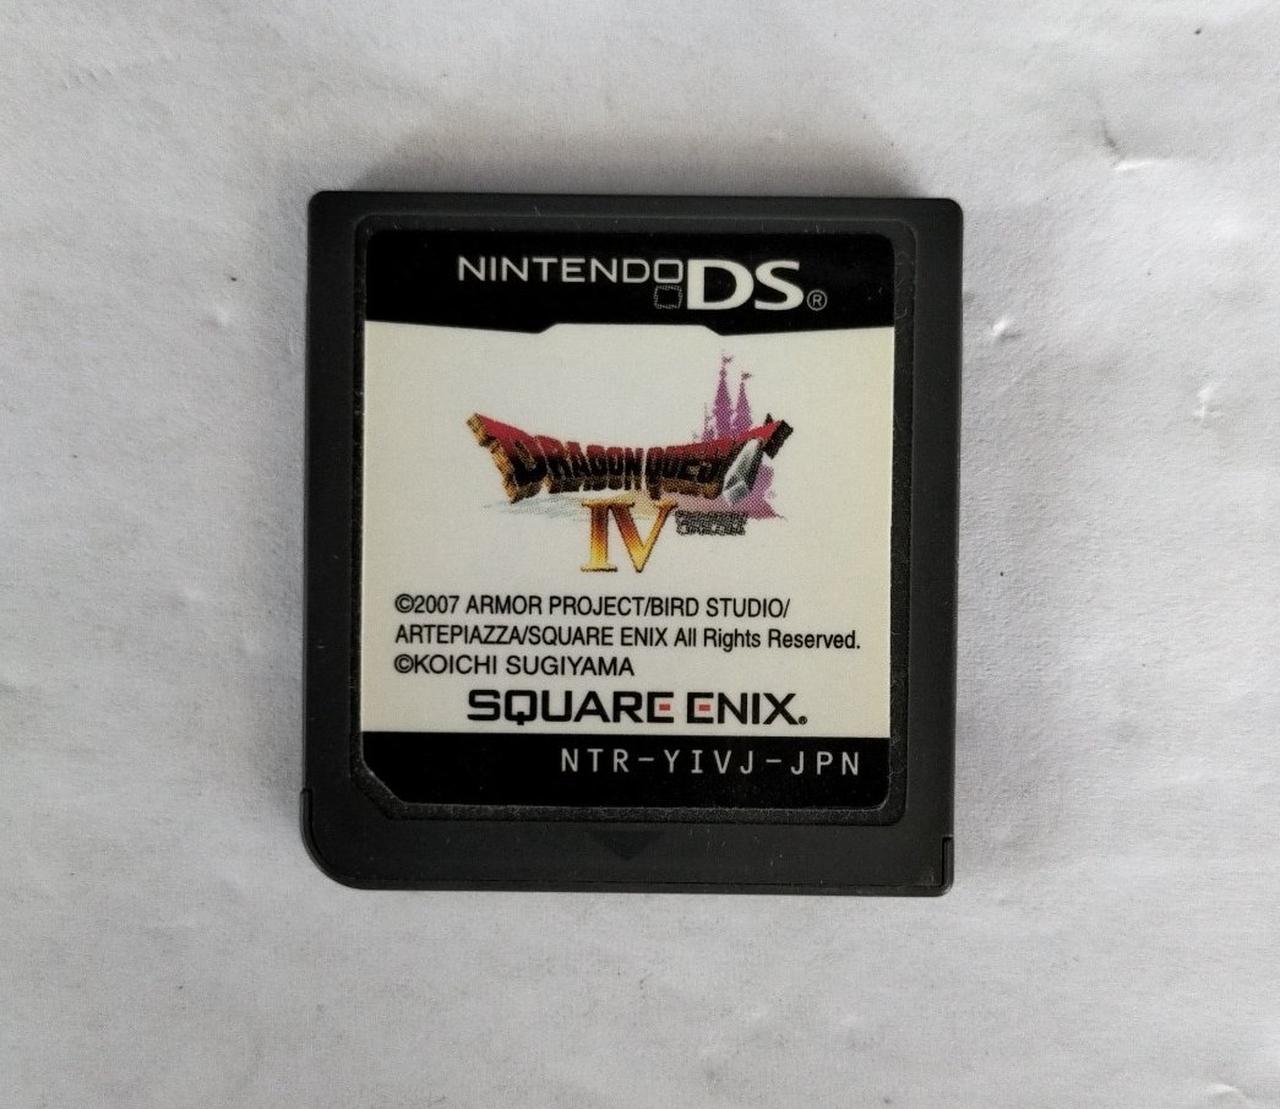 NINTENDO DS®
DRAGON QUEST
IV
©2007 ARMOR PROJECT/BIRD STUDIO/
ARTEPIAZZA/SQUARE ENIX All Rights Reserved.
©KOICHI SUGIYAMA
SQUARE ENIX.
NTR-YIVJ-JPN